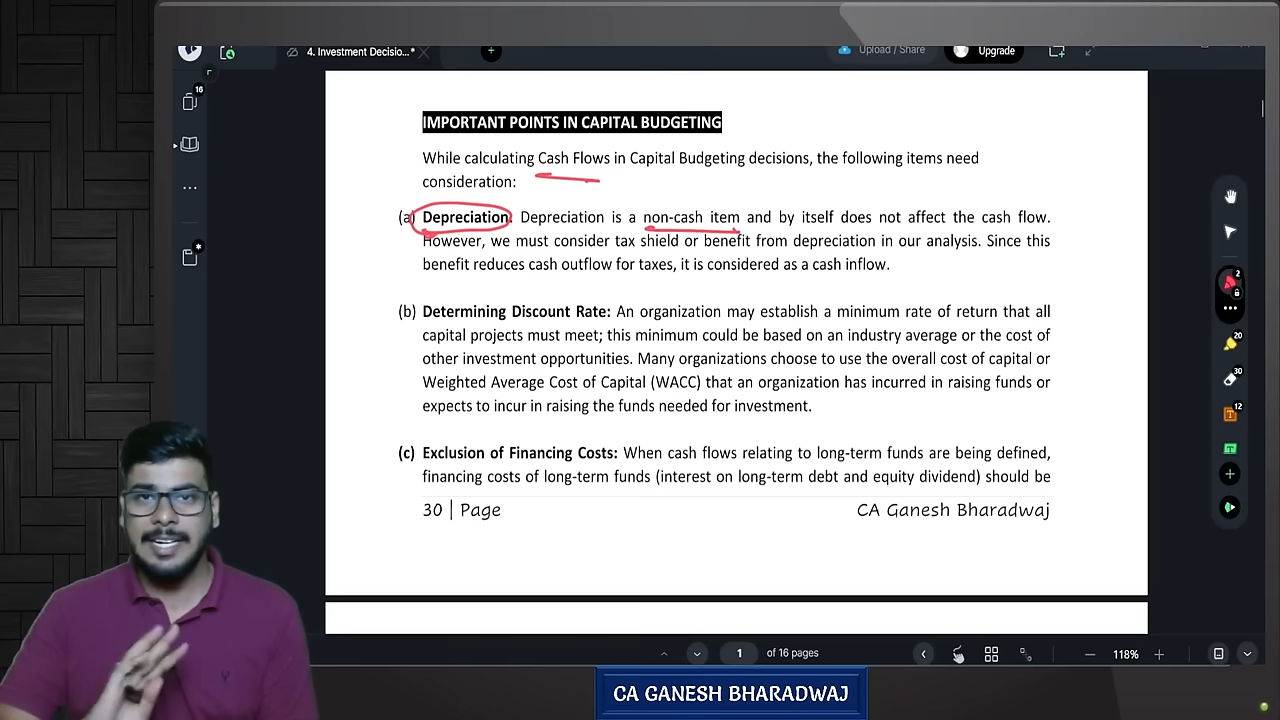 4. Investment Decisio...*
Upload / Share
Upgrade
16
IMPORTANT POINTS IN CAPITAL BUDGETING
While calculating Cash Flows in Capital Budgeting decisions, the following items need
consideration:
(a) Depreciation: Depreciation is a non-cash item and by itself does not affect the cash flow.
However, we must consider tax shield or benefit from depreciation in our analysis. Since this
benefit reduces cash outflow for taxes, it is considered as a cash inflow.
(b) Determining Discount Rate: An organization may establish a minimum rate of return that all
capital projects must meet; this minimum could be based on an industry average or the cost of
other investment opportunities. Many organizations choose to use the overall cost of capital or
Weighted Average Cost of Capital (WACC) that an organization has incurred in raising funds or
expects to incur in raising the funds needed for investment.
(c) Exclusion of Financing Costs: When cash flows relating to long-term funds are being defined,
financing costs of long-term funds (interest on long-term debt and equity dividend) should be
30 | Page CA Ganesh Bharadwaj
2
20
30
12
1 of 16 pages
118%
CA GANESH BHARADWAJ